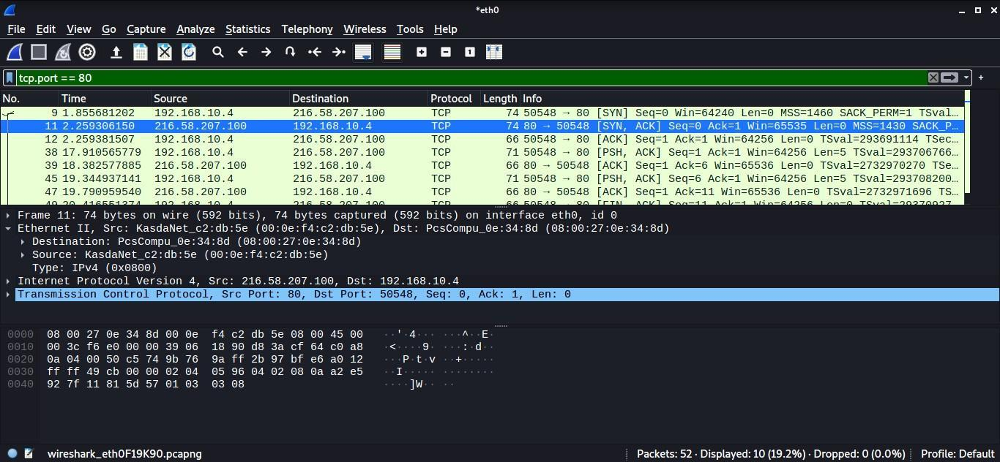 *eth0
File Edit View Go Capture Analyze Statistics Telephony Wireless Tools Help
tcp.port == 80
No. Time Source Destination Protocol Length Info
9 1.855681202 192.168.10.4 216.58.207.100 TCP 74 50548 → 80 [SYN] Seq=0 Win=64240 Len=0 MSS=1460 SACK_PERM=1 TSval…
11 2.259306150 216.58.207.100 192.168.10.4 TCP 74 80 → 50548 [SYN, ACK] Seq=0 Ack=1 Win=65535 Len=0 MSS=1430 SACK_P…
12 2.259381507 192.168.10.4 216.58.207.100 TCP 66 50548 → 80 [ACK] Seq=1 Ack=1 Win=64256 Len=0 TSval=293691114 TSec…
38 17.910565779 192.168.10.4 216.58.207.100 TCP 71 50548 → 80 [PSH, ACK] Seq=1 Ack=1 Win=64256 Len=5 TSval=293706766…
39 18.382577885 216.58.207.100 192.168.10.4 TCP 66 80 → 50548 [ACK] Seq=1 Ack=6 Win=65536 Len=0 TSval=2732970270 TSe…
45 19.344937141 192.168.10.4 216.58.207.100 TCP 71 50548 → 80 [PSH, ACK] Seq=6 Ack=1 Win=64256 Len=5 TSval=293708200…
47 19.790959540 216.58.207.100 192.168.10.4 TCP 66 80 → 50548 [ACK] Seq=1 Ack=11 Win=65536 Len=0 TSval=2732971696 TS…
Frame 11: 74 bytes on wire (592 bits), 74 bytes captured (592 bits) on interface eth0, id 0
Ethernet II, Src: KasdaNet_c2:db:5e (00:0e:f4:c2:db:5e), Dst: PcsCompu_0e:34:8d (08:00:27:0e:34:8d)
Destination: PcsCompu_0e:34:8d (08:00:27:0e:34:8d)
Source: KasdaNet_c2:db:5e (00:0e:f4:c2:db:5e)
Type: IPv4 (0x0800)
Internet Protocol Version 4, Src: 216.58.207.100, Dst: 192.168.10.4
Transmission Control Protocol, Src Port: 80, Dst Port: 50548, Seq: 0, Ack: 1, Len: 0
0000 08 00 27 0e 34 8d 00 0e f4 c2 db 5e 08 00 45 00 ··'·4··· ···^··E·
0010 00 3c f6 e0 00 00 39 06 18 90 d8 3a cf 64 c0 a8 ·<····9· ···:·d··
0020 0a 04 00 50 c5 74 9b 76 9a ff 2b 97 bf e6 a0 12 ···P·t·v ··+·····
0030 ff ff 49 cb 00 00 02 04 05 96 04 02 08 0a a2 e5 ··I····· ········
0040 92 7f 11 81 5d 57 01 03 03 08 ····]W·· ··
wireshark_eth0F19K90.pcapng Packets: 52 · Displayed: 10 (19.2%) · Dropped: 0 (0.0%) Profile: Default